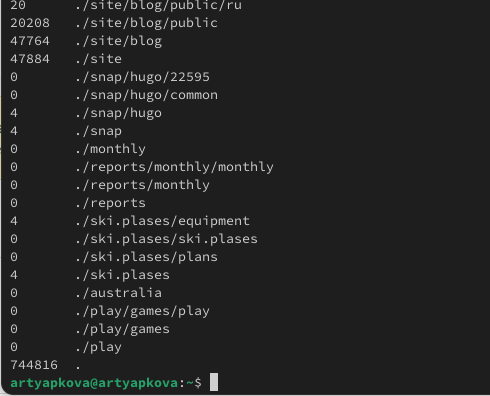 20 ./site/blog/public/ru
20208 ./site/blog/public
47764 ./site/blog
47884 ./site
0 ./snap/hugo/22595
0 ./snap/hugo/common
4 ./snap/hugo
4 ./snap
0 ./monthly
0 ./reports/monthly/monthly
0 ./reports/monthly
0 ./reports
4 ./ski.plases/equipment
0 ./ski.plases/ski.plases
0 ./ski.plases/plans
4 ./ski.plases
0 ./australia
0 ./play/games/play
0 ./play/games
0 ./play
744816 .
artyapkova@artyapkova:~$